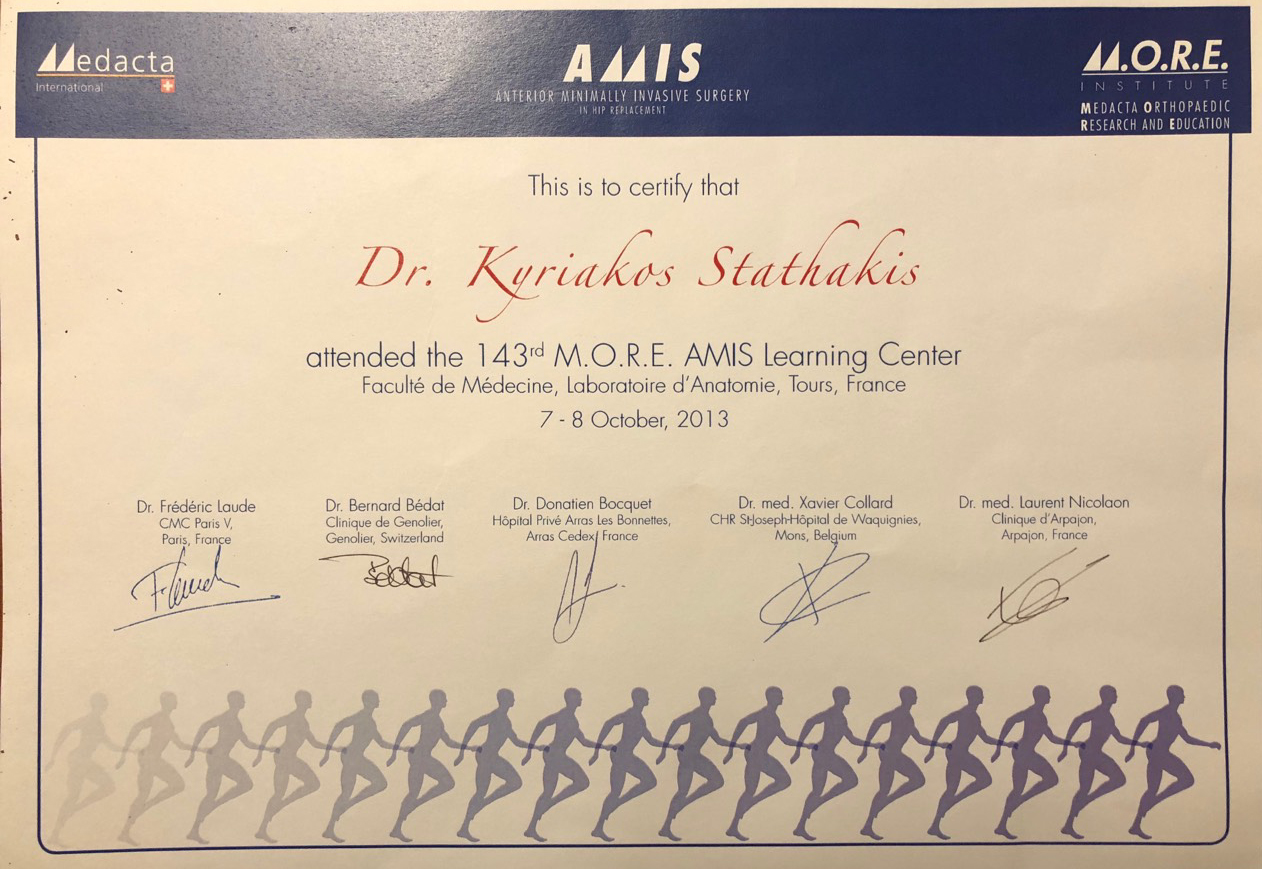 Medacta
International
AMIS
ANTERIOR MINIMALLY INVASIVE SURGERY
IN HIP REPLACEMENT
M.O.R.E.
INSTITUTE
MEDACTA ORTHOPAEDIC
RESEARCH AND EDUCATION
This is to certify that
Dr. Kyriakos Stathakis
attended the 143rd M.O.R.E. AMIS Learning Center
Faculté de Médecine, Laboratoire d'Anatomie, Tours, France
7 - 8 October, 2013
Dr. Frédéric Laude
CMC Paris V,
Paris, France
Dr. Bernard Bédat
Clinique de Genolier,
Genolier, Switzerland
Dr. Donatien Bocquet
Hôpital Privé Arras Les Bonnettes,
Arras Cedex, France
Dr. med. Xavier Collard
CHR St-Joseph-Hôpital de Waquignies,
Mons, Belgium
Dr. med. Laurent Nicolaon
Clinique d'Arpajon,
Arpajon, France